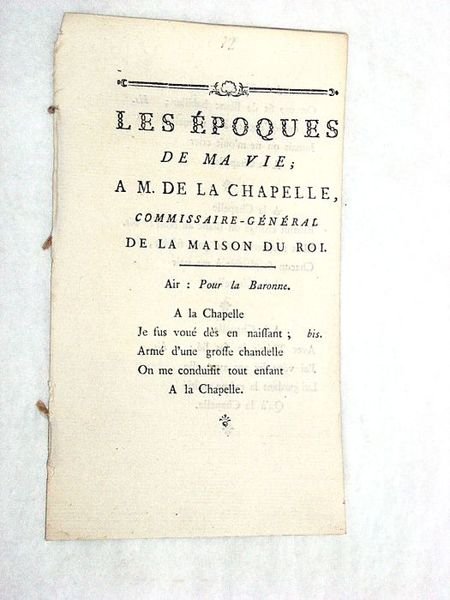 12
LES ÉPOQUES
DE MA VIE;
A M. DE LA CHAPELLE,
COMMISSAIRE-GÉNÉRAL
DE LA MAISON DU ROI.
Air : Pour la Baronne.
A la Chapelle
Je fus voué dès en naissant ; bis.
Armé d'une grosse chandelle
On me conduisit tout enfant
A la Chapelle.